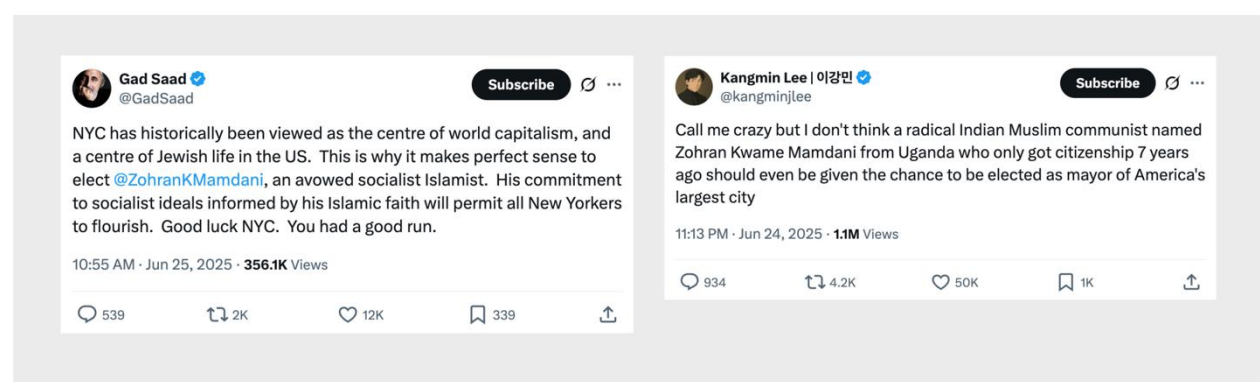 Gad Saad
@GadSaad
Subscribe
NYC has historically been viewed as the centre of world capitalism, and
a centre of Jewish life in the US.  This is why it makes perfect sense to
elect @ZohranKMamdani, an avowed socialist Islamist.  His commitment
to socialist ideals informed by his Islamic faith will permit all New Yorkers
to flourish.  Good luck NYC.  You had a good run.
10:55 AM · Jun 25, 2025 · 356.1K Views
539 2K 12K 339
Kangmin Lee | 이강민
@kangminjlee
Subscribe
Call me crazy but I don't think a radical Indian Muslim communist named
Zohran Kwame Mamdani from Uganda who only got citizenship 7 years
ago should even be given the chance to be elected as mayor of America's
largest city
11:13 PM · Jun 24, 2025 · 1.1M Views
934 4.2K 50K 1K